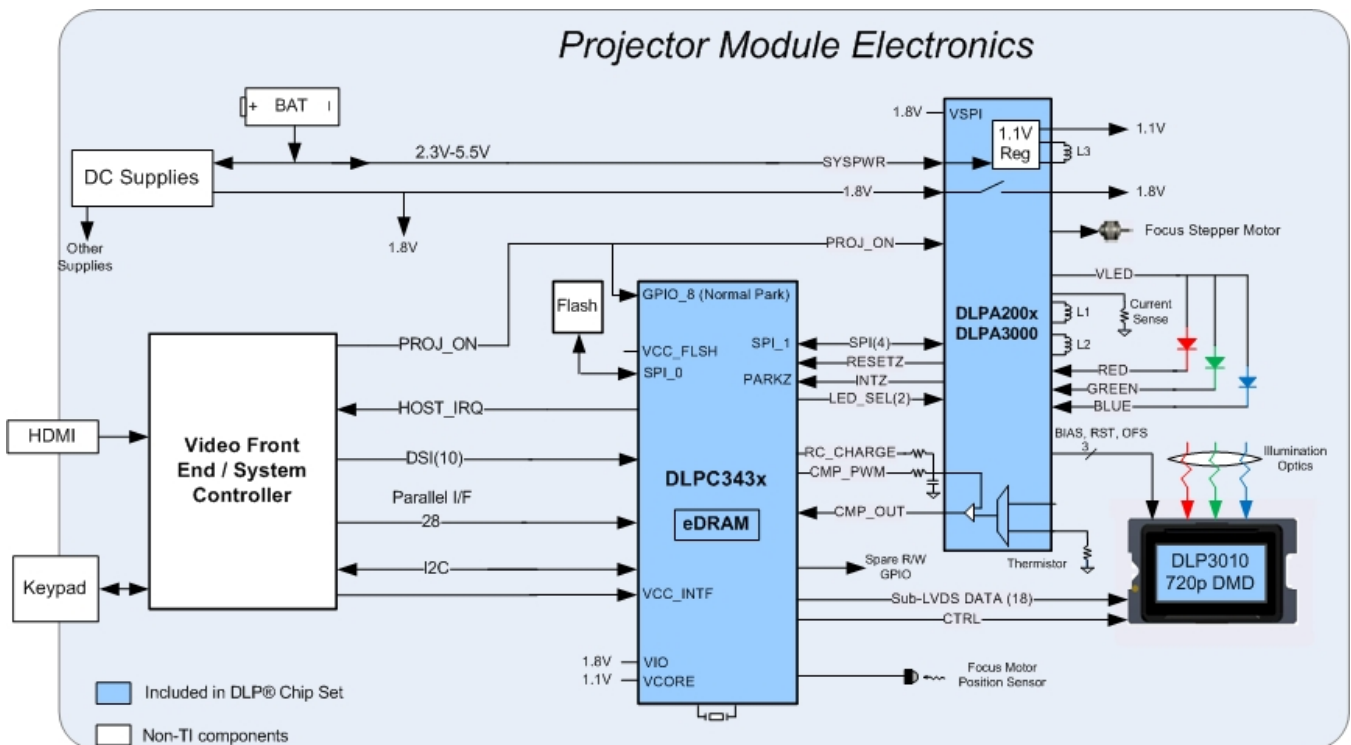 Projector Module Electronics
+ BAT I
DC Supplies
Other
Supplies
2.3V-5.5V
SYSPWR
1.8V
1.8V
1.8V
VSPI
1.1V
Reg
1.1V
L3
1.8V
PROJ_ON
Focus Stepper Motor
VLED
Current
Sense
L1
L2
DLPA200x
DLPA3000
RED
GREEN
BLUE
BIAS, RST, OFS
3
Illumination
Optics
Flash
GPIO_8 (Normal Park)
VCC_FLSH
SPI_0
SPI_1
PARKZ
SPI(4)
RESETZ
INTZ
LED_SEL(2)
PROJ_ON
HOST_IRQ
HDMI
Video Front
End / System
Controller
DSI(10)
Parallel I/F
28
I2C
Keypad
VCC_INTF
DLPC343x
eDRAM
RC_CHARGE
CMP_PWM
CMP_OUT
Thermistor
Spare R/W
GPIO
Sub-LVDS DATA (18)
CTRL
DLP3010
720p DMD
1.8V
VIO
1.1V
VCORE
Focus Motor
Position Sensor
Included in DLP® Chip Set
Non-TI components